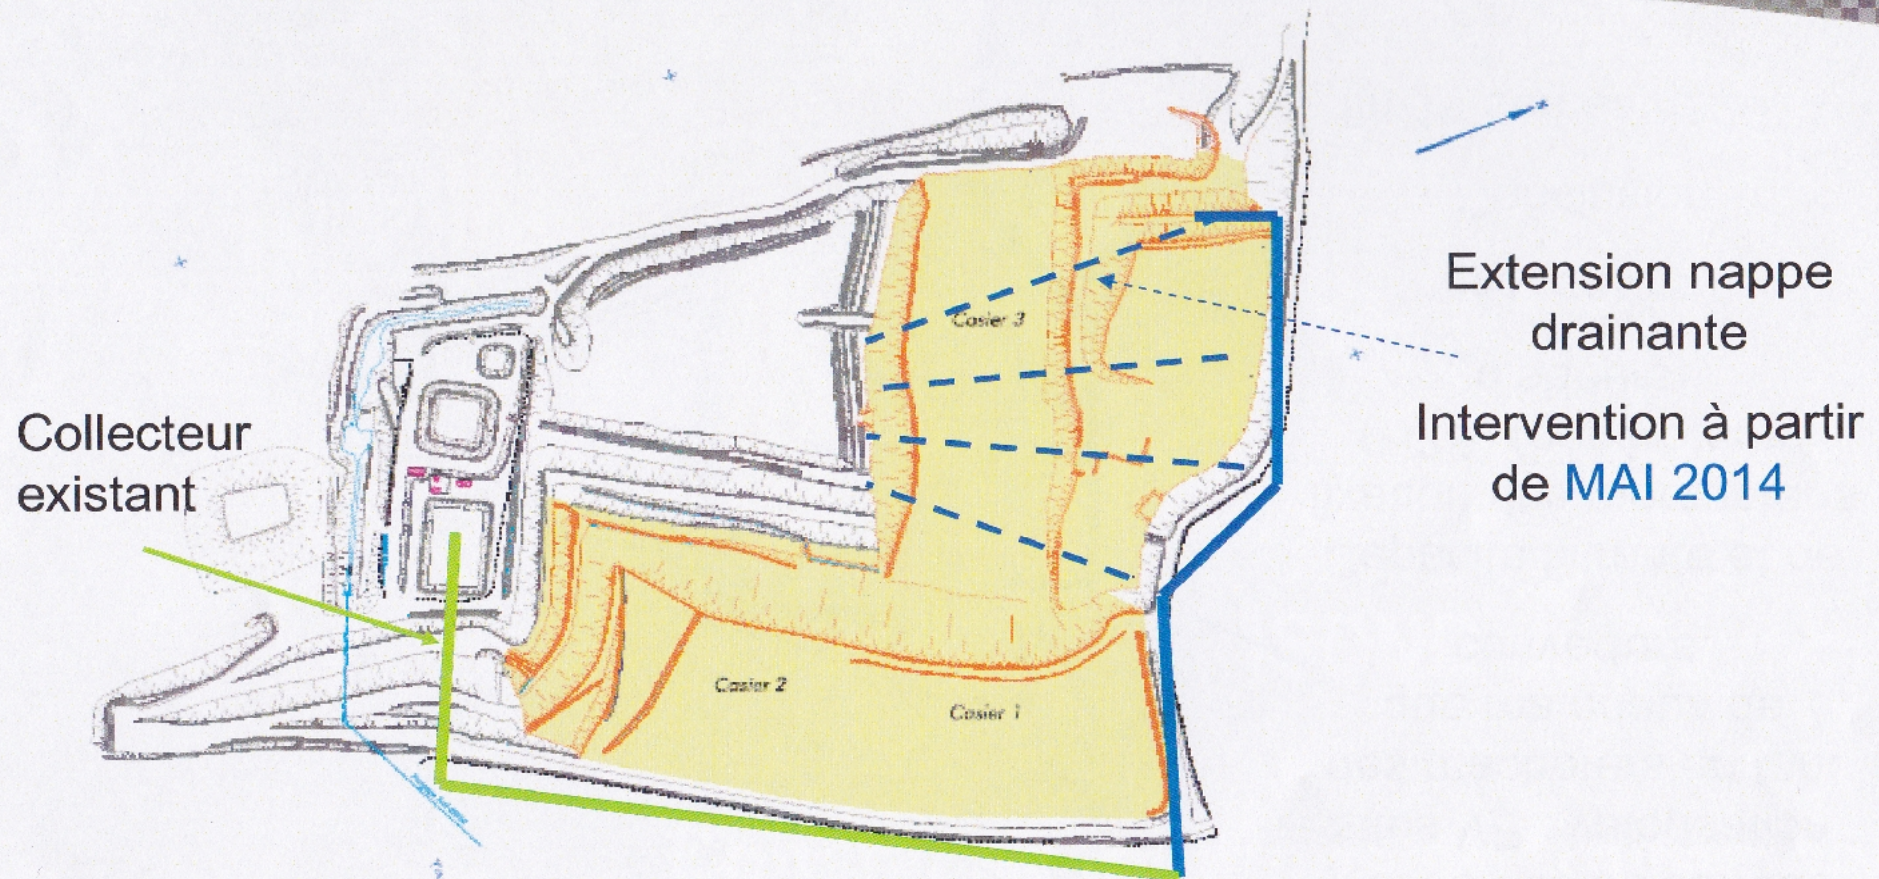 Extension nappe
drainante
Intervention à partir
de MAI 2014
Collecteur
existant
Casier 3
Casier 2
Casier 1